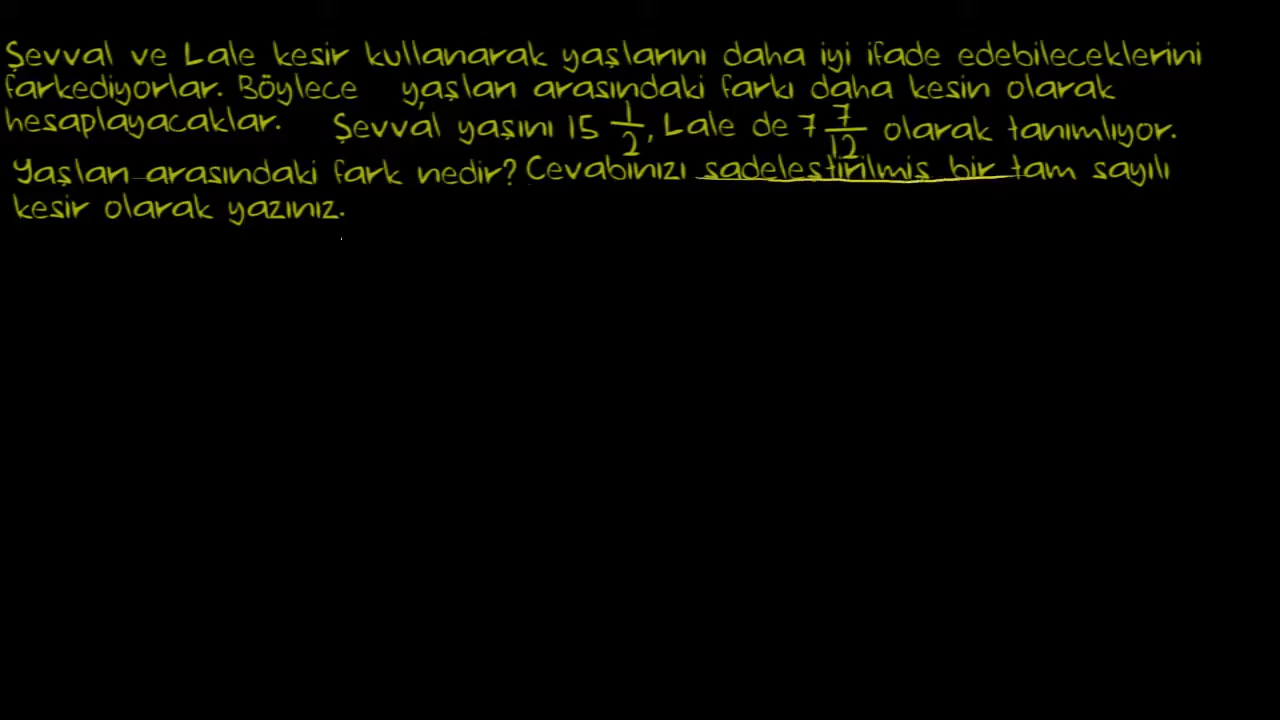 Şevval ve Lale kesir kullanarak yaşlarını daha iyi ifade edebileceklerini
farkediyorlar. Böylece yaşları arasındaki farkı daha kesin olarak
hesaplayacaklar. Şevval yaşını 15 1/2, Lale de 7 7/12 olarak tanımlıyor.
Yaşları arasındaki fark nedir? Cevabınızı sadeleştirilmiş bir tam sayılı
kesir olarak yazınız.